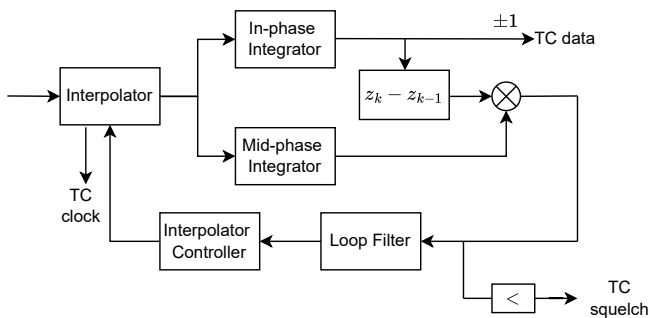 In-phase
Integrator
±1
TC data
Interpolator
z_k − z_{k−1}
Mid-phase
Integrator
TC
clock
Interpolator
Controller
Loop Filter
<
TC
squelch